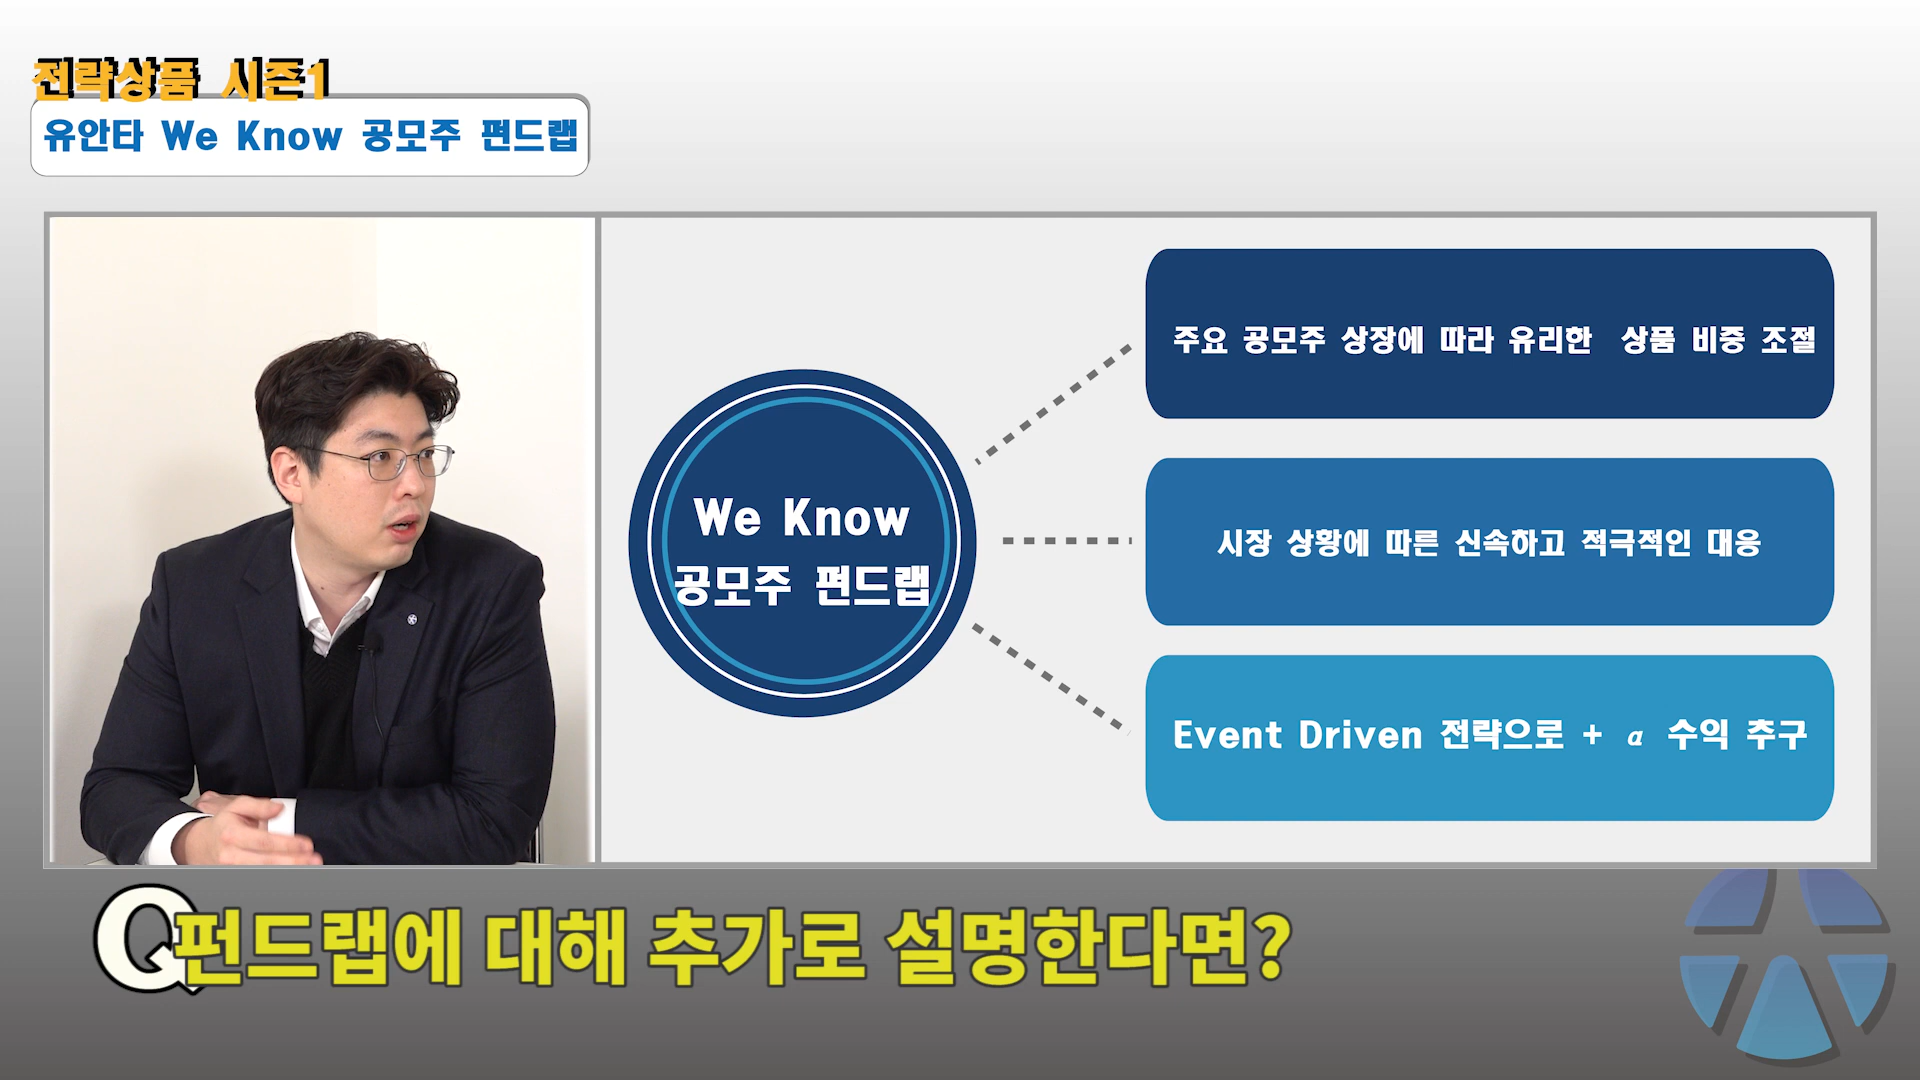 전략상품 시즌1
유안타 We Know 공모주 펀드랩
We Know
공모주 펀드랩
주요 공모주 상장에 따라 유리한 상품 비중 조절
시장 상황에 따른 신속하고 적극적인 대응
Event Driven 전략으로 + α 수익 추구
Q 펀드랩에 대해 추가로 설명한다면?